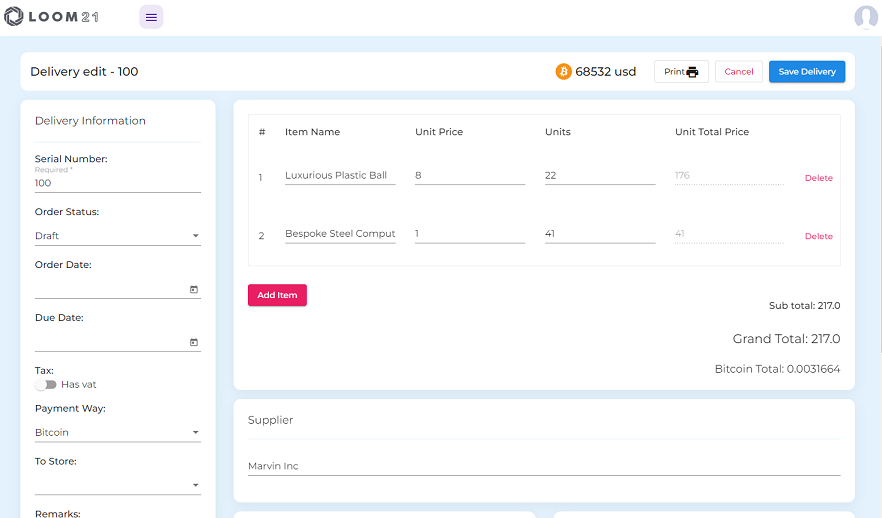 LOOM21
Delivery edit - 100
68532 usd
Print
Cancel
Save Delivery
Delivery Information
Serial Number:
Required *
100
Order Status:
Draft
Order Date:
Due Date:
Tax:
Has vat
Payment Way:
Bitcoin
To Store:
Remarks:
# Item Name Unit Price Units Unit Total Price
1 Luxurious Plastic Ball 8 22 176 Delete
2 Bespoke Steel Comput 1 41 41 Delete
Add Item
Sub total: 217.0
Grand Total: 217.0
Bitcoin Total: 0.0031664
Supplier
Marvin Inc